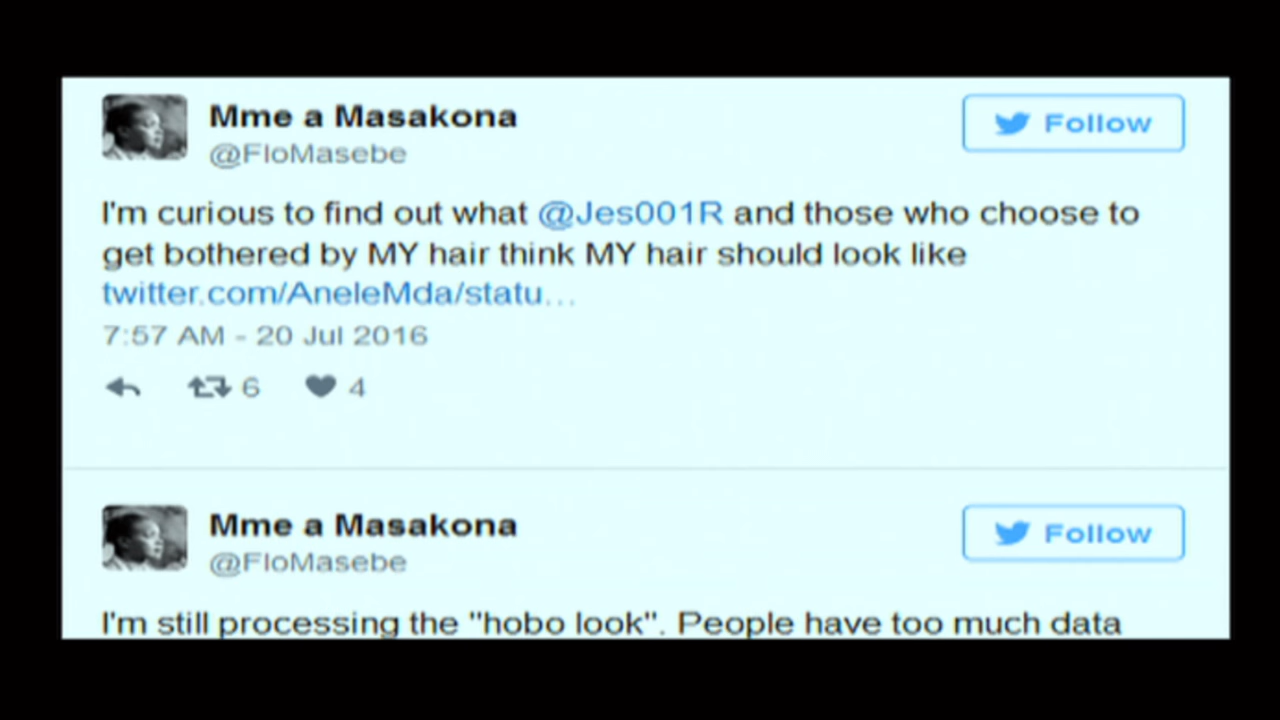 Mme a Masakona
@FloMasebe
Follow
I'm curious to find out what @Jes001R and those who choose to
get bothered by MY hair think MY hair should look like
twitter.com/AneleMda/statu...
7:57 AM - 20 Jul 2016
6 4
Mme a Masakona
@FloMasebe
Follow
I'm still processing the "hobo look". People have too much data